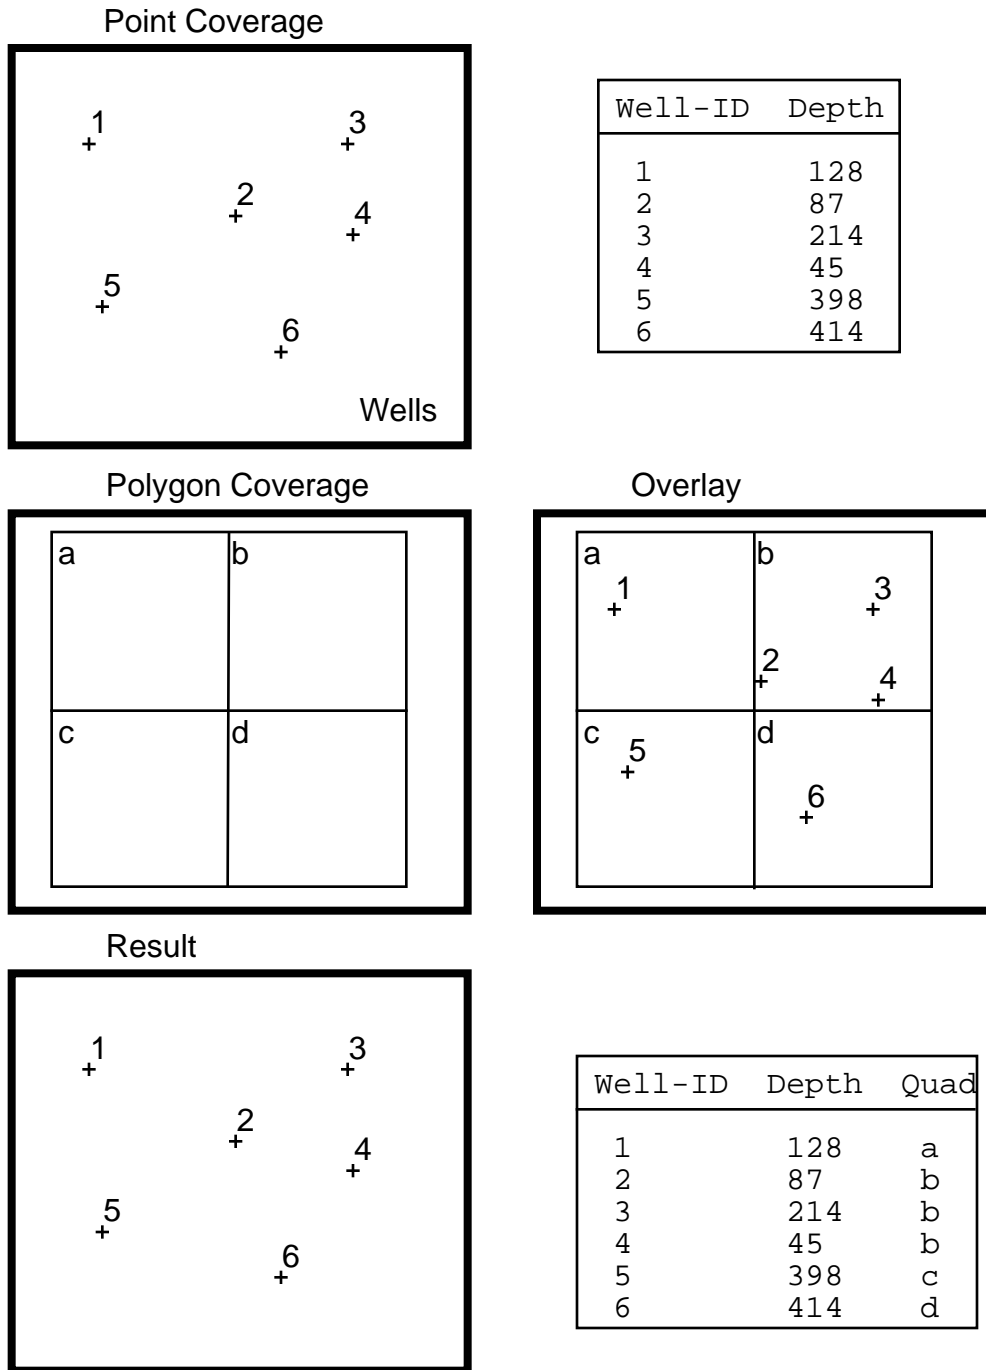 Point Coverage
1
3
2
4
5
6
Wells
Well-ID Depth
1 128
2 87
3 214
4 45
5 398
6 414
Polygon Coverage
a b
c d
Overlay
a b
1
3
2
4
c d
5
6
Result
1
3
2
4
5
6
Well-ID Depth Quad
1 128 a
2 87 b
3 214 b
4 45 b
5 398 c
6 414 d